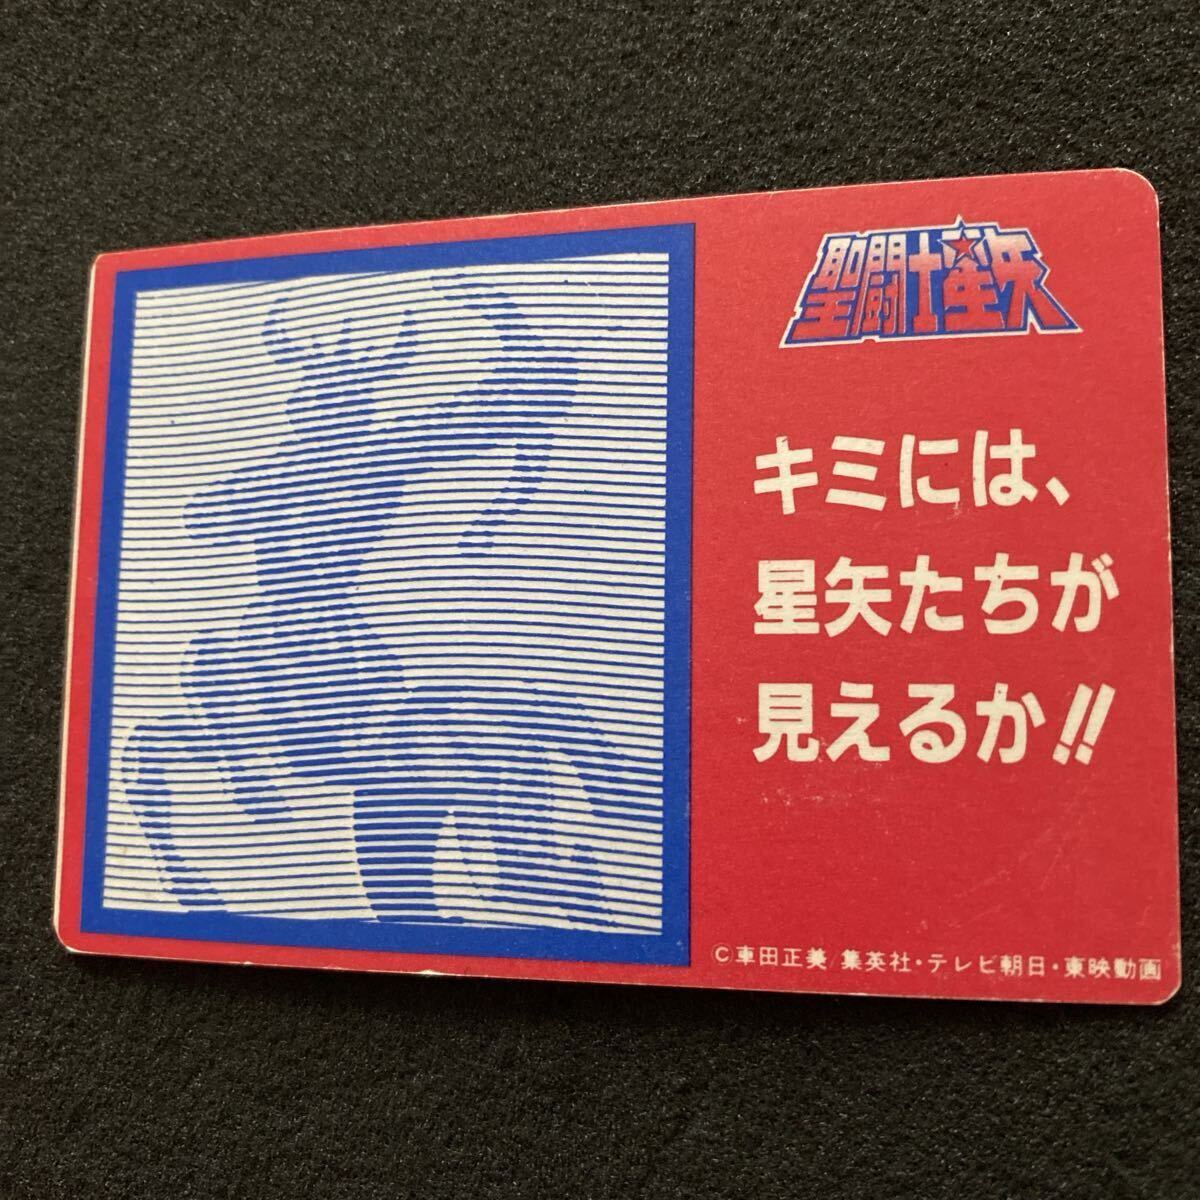 聖闘士星矢
キミには、
星矢たちが
見えるか!!
©車田正美/集英社・テレビ朝日・東映動画